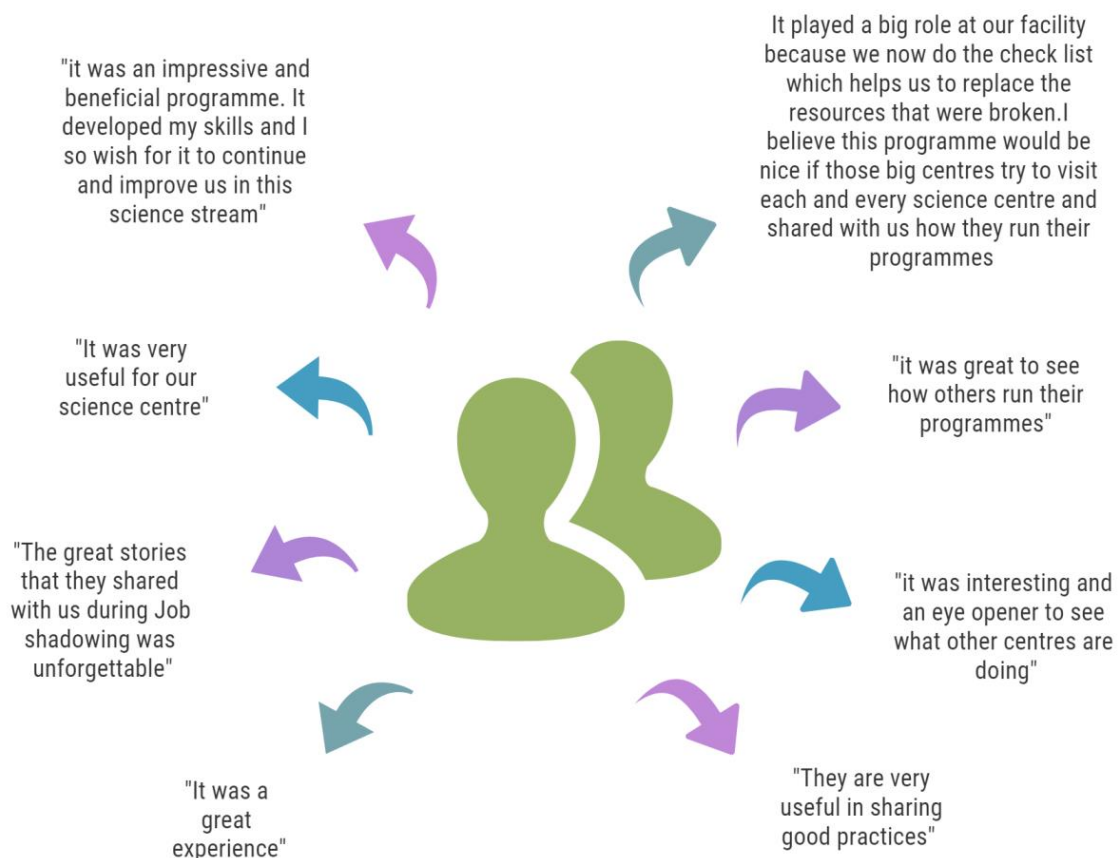 "it was an impressive and
beneficial programme. It
developed my skills and I
so wish for it to continue
and improve us in this
science stream"
It played a big role at our facility
because we now do the check list
which helps us to replace the
resources that were broken.I
believe this programme would be
nice if those big centres try to visit
each and every science centre and
shared with us how they run their
programmes
"It was very
useful for our
science centre"
"it was great to see
how others run their
programmes"
"The great stories
that they shared
with us during Job
shadowing was
unforgettable"
"it was interesting and
an eye opener to see
what other centres are
doing"
"It was a
great
experience"
"They are very
useful in sharing
good practices"